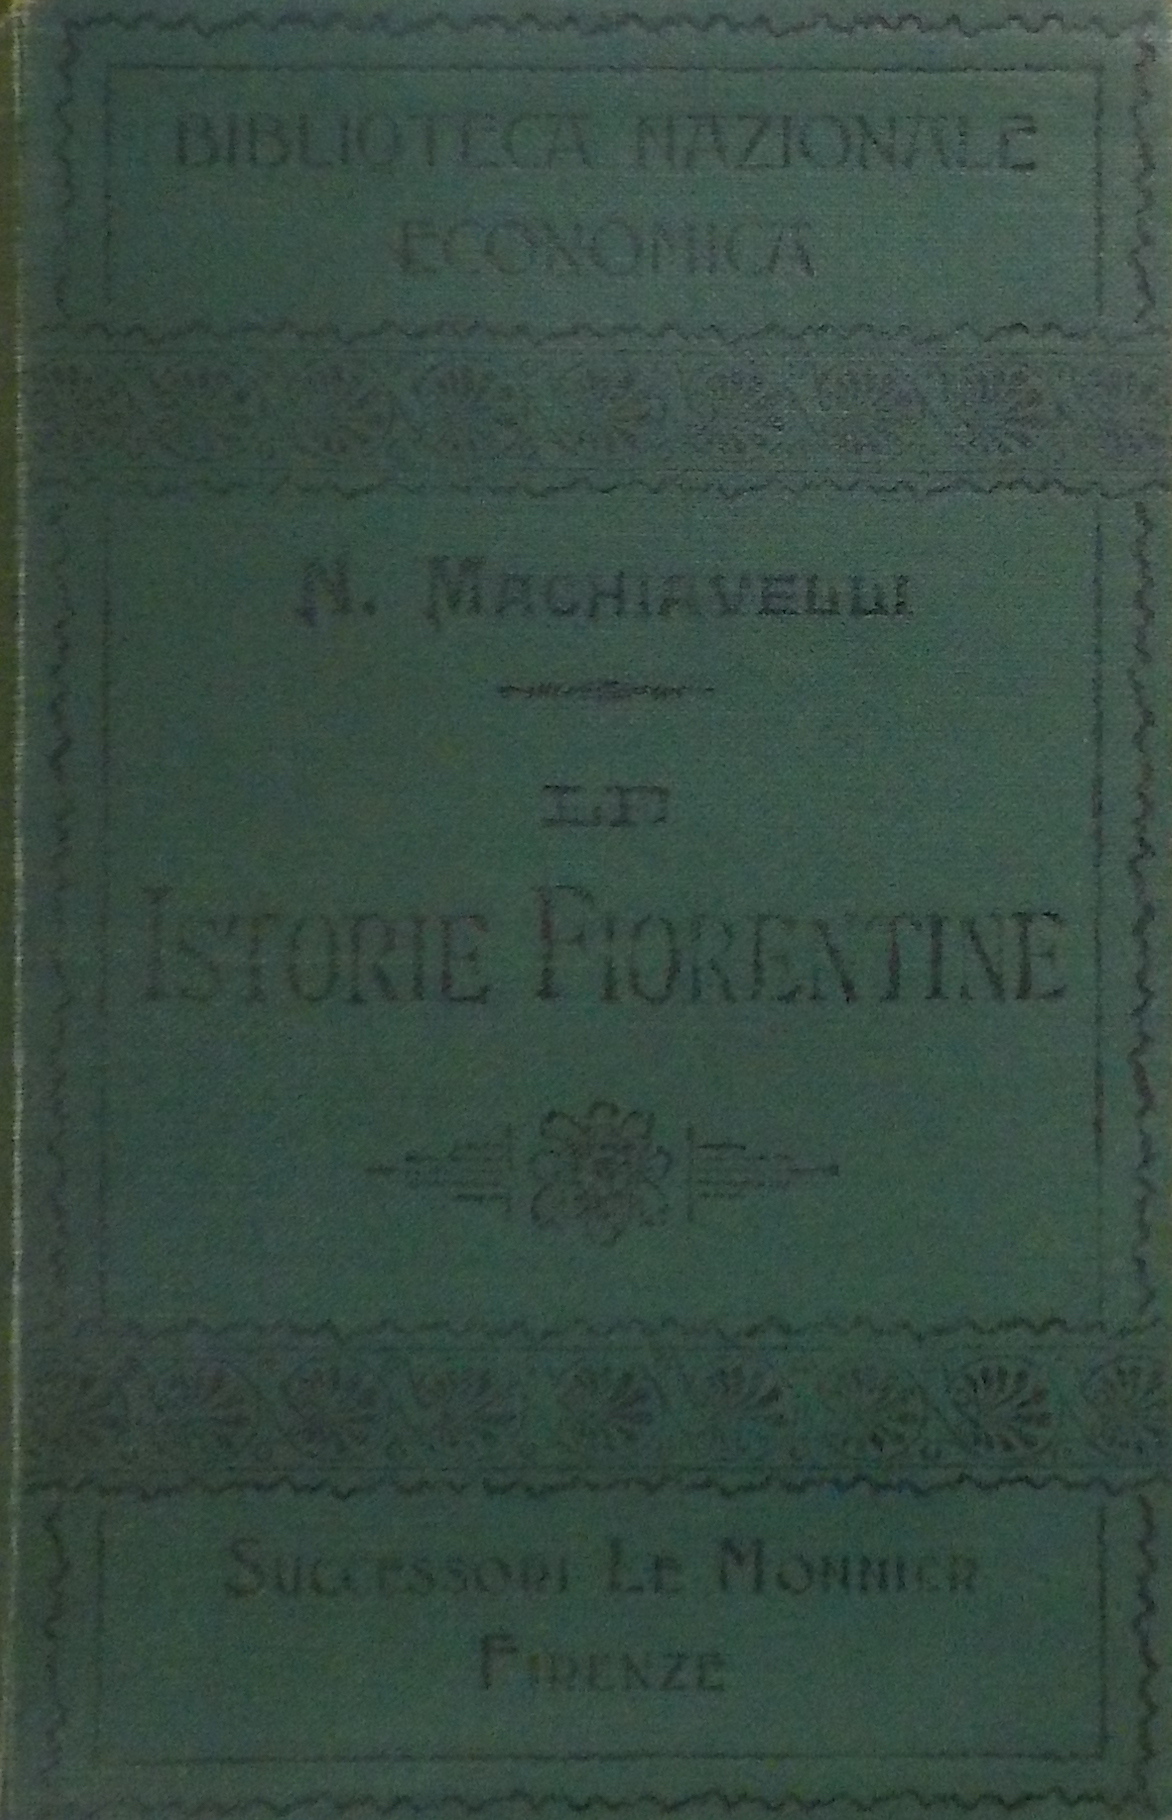 BIBLIOTECA NAZIONALE
ECONOMICA
N. MACHIAVELLI
LE
ISTORIE FIORENTINE
SUCCESSORI LE MONNIER
FIRENZE